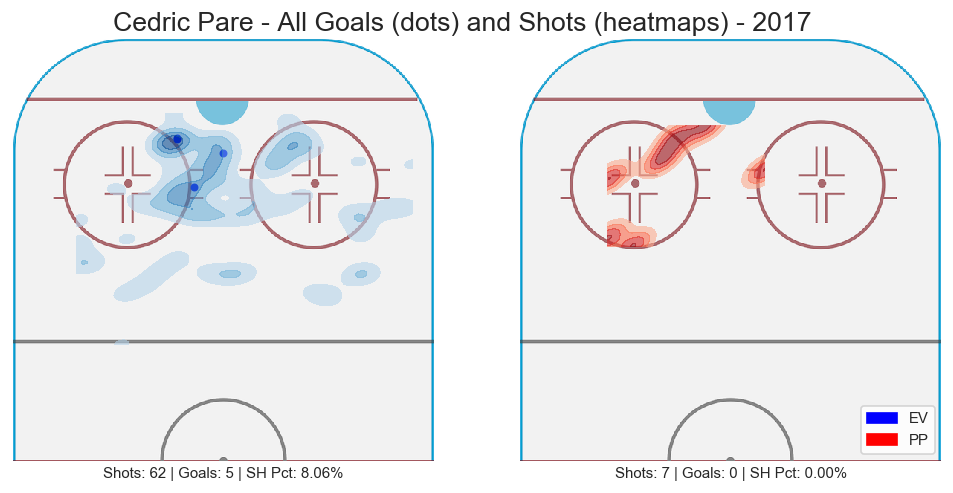 Cedric Pare - All Goals (dots) and Shots (heatmaps) - 2017
EV
PP
Shots: 62 | Goals: 5 | SH Pct: 8.06%
Shots: 7 | Goals: 0 | SH Pct: 0.00%